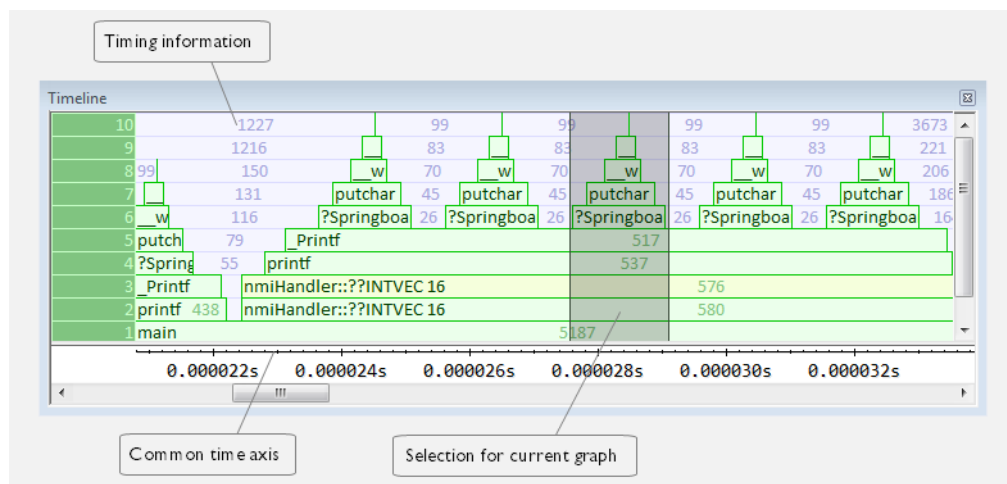 Timing information
Timeline
10 1227 99 99 99 99 3673
9 1216 83 83 83 83 221
8 99 150 __w 70 __w 70 __w 70 __w 70 __w 206
7 131 putchar 45 putchar 45 putchar 45 putchar 45 putchar 186
6 __w 116 ?Springboa 26 ?Springboa 26 ?Springboa 26 ?Springboa 26 ?Springboa 16
5 putch 79 _Printf 517
4 ?Spring 55 printf 537
3 _Printf nmiHandler::??INTVEC 16 576
2 printf 438 nmiHandler::??INTVEC 16 580
1 main 5187
0.000022s 0.000024s 0.000026s 0.000028s 0.000030s 0.000032s
Common time axis
Selection for current graph